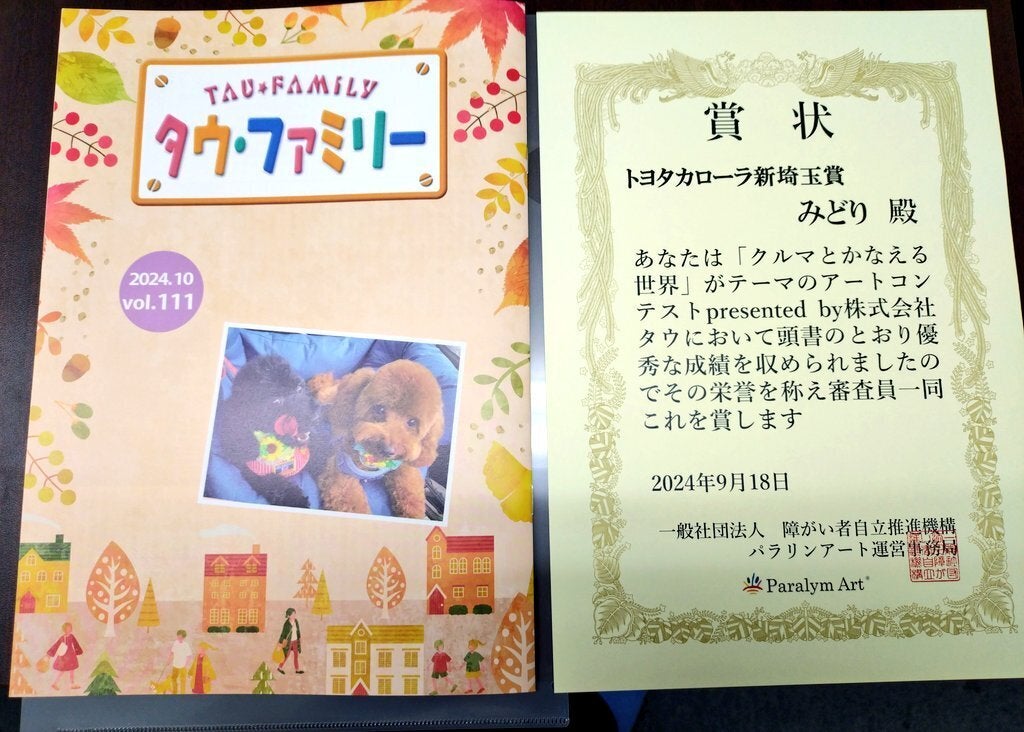 TAU★FAMiLY
タウ・ファミリー
2024.10
vol.111
賞状
トヨタカローラ新埼玉賞
みどり 殿
あなたは「クルマとかなえる
世界」がテーマのアートコン
テストpresented by株式会社
タウにおいて頭書のとおり優
秀な成績を収められましたの
でその栄誉を称え審査員一同
これを賞します
2024年9月18日
一般社団法人 障がい者自立推進機構
パラリンアート運営事務局
Paralym Art®